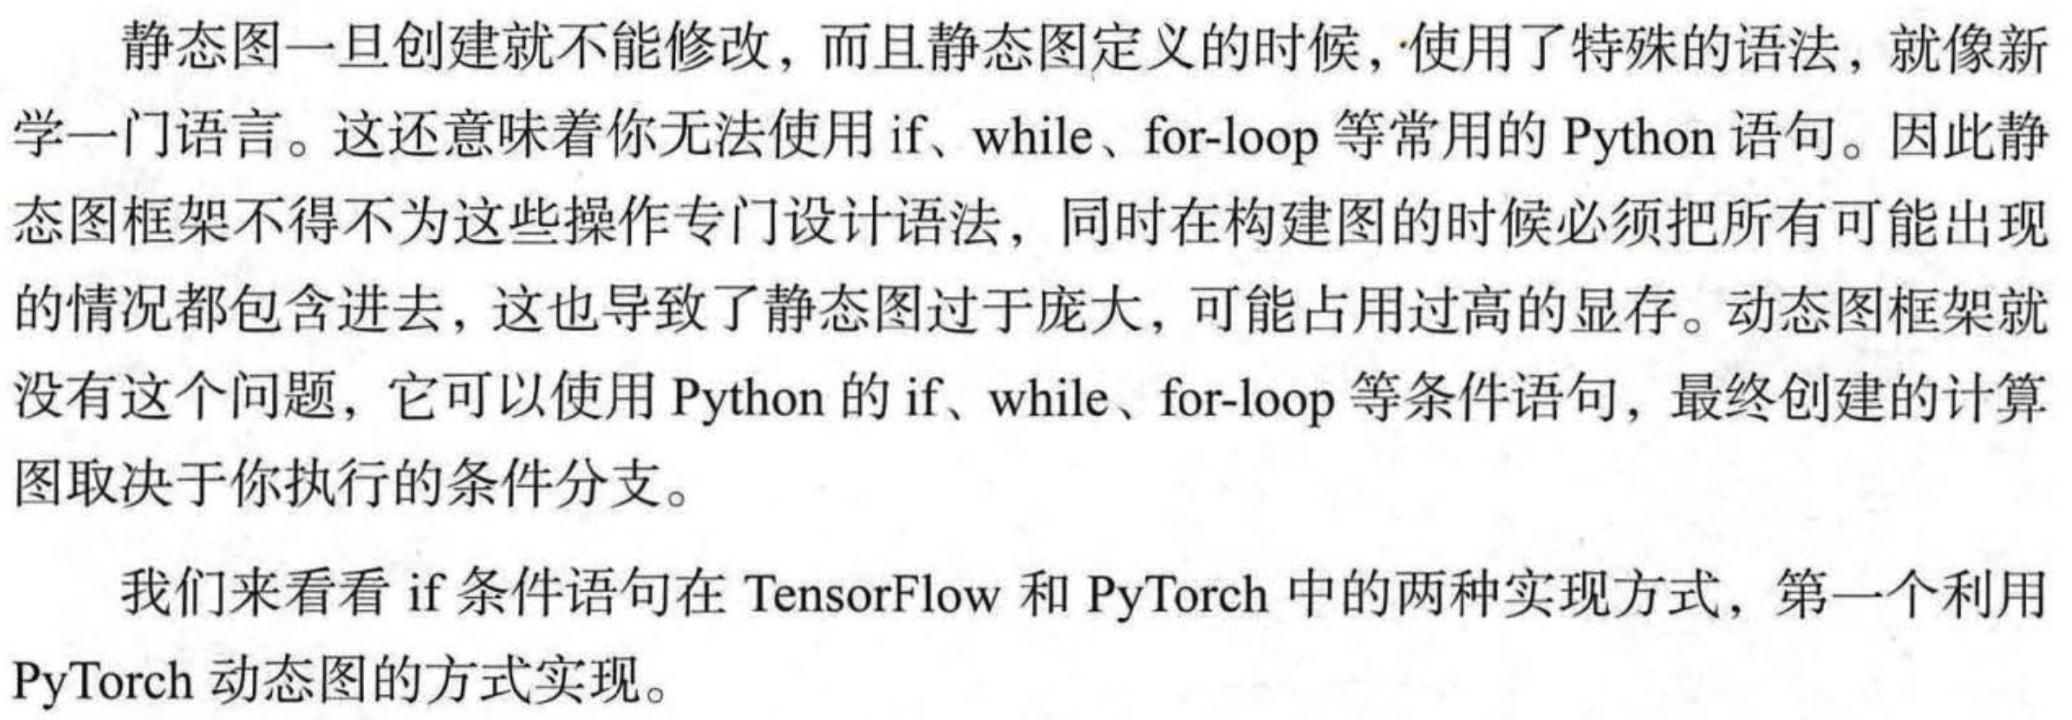 静态图一旦创建就不能修改，而且静态图定义的时候，使用了特殊的语法，就像新
学一门语言。这还意味着你无法使用 if、while、for-loop 等常用的 Python 语句。因此静
态图框架不得不为这些操作专门设计语法，同时在构建图的时候必须把所有可能出现
的情况都包含进去，这也导致了静态图过于庞大，可能占用过高的显存。动态图框架就
没有这个问题，它可以使用 Python 的 if、while、for-loop 等条件语句，最终创建的计算
图取决于你执行的条件分支。
我们来看看 if 条件语句在 TensorFlow 和 PyTorch 中的两种实现方式，第一个利用
PyTorch 动态图的方式实现。